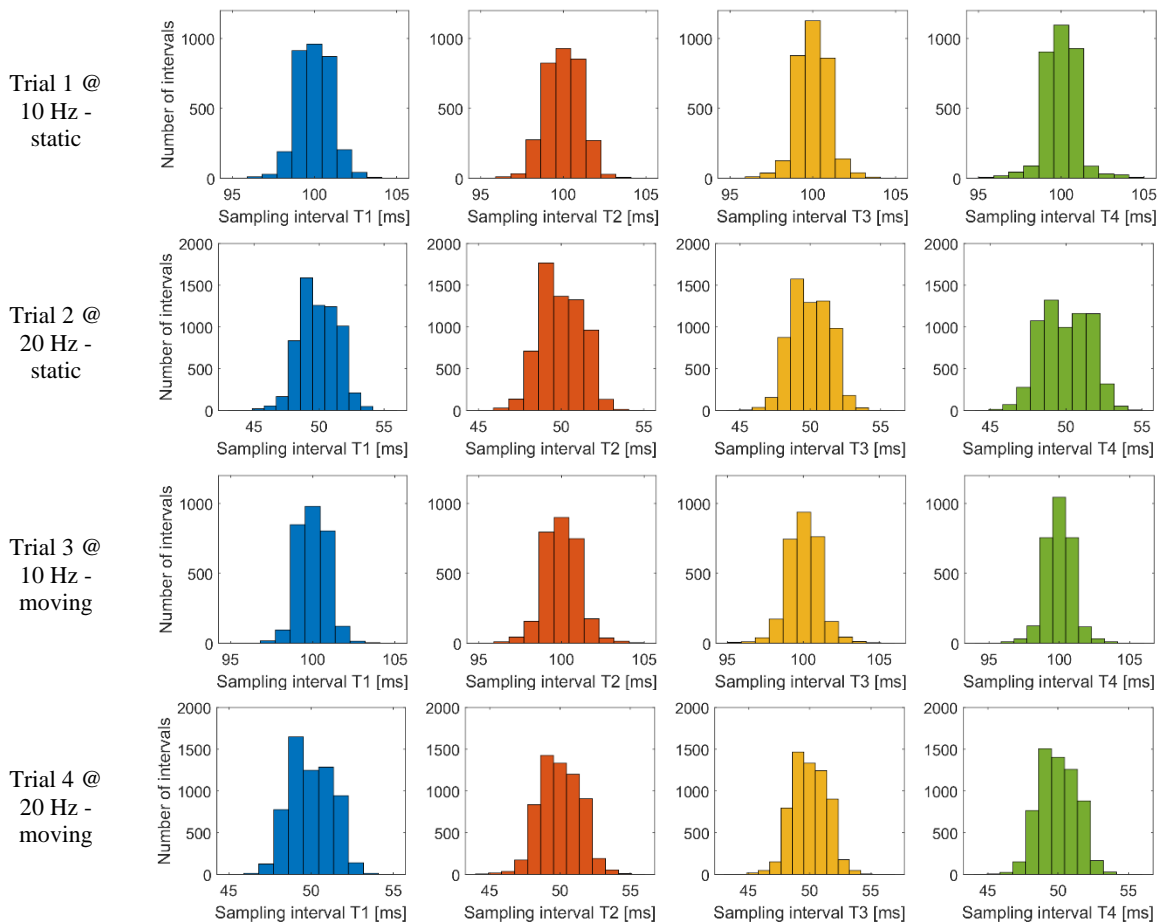 Trial 1 @
10 Hz -
static
Number of intervals
1000
500
0
95 100 105
Sampling interval T1 [ms]
1000
500
0
95 100 105
Sampling interval T2 [ms]
1000
500
0
95 100 105
Sampling interval T3 [ms]
1000
500
0
95 100 105
Sampling interval T4 [ms]
Trial 2 @
20 Hz -
static
Number of intervals
2000
1500
1000
500
0
45 50 55
Sampling interval T1 [ms]
2000
1500
1000
500
0
45 50 55
Sampling interval T2 [ms]
2000
1500
1000
500
0
45 50 55
Sampling interval T3 [ms]
2000
1500
1000
500
0
45 50 55
Sampling interval T4 [ms]
Trial 3 @
10 Hz -
moving
Number of intervals
1000
500
0
95 100 105
Sampling interval T1 [ms]
1000
500
0
95 100 105
Sampling interval T2 [ms]
1000
500
0
95 100 105
Sampling interval T3 [ms]
1000
500
0
95 100 105
Sampling interval T4 [ms]
Trial 4 @
20 Hz -
moving
Number of intervals
2000
1500
1000
500
0
45 50 55
Sampling interval T1 [ms]
2000
1500
1000
500
0
45 50 55
Sampling interval T2 [ms]
2000
1500
1000
500
0
45 50 55
Sampling interval T3 [ms]
2000
1500
1000
500
0
45 50 55
Sampling interval T4 [ms]